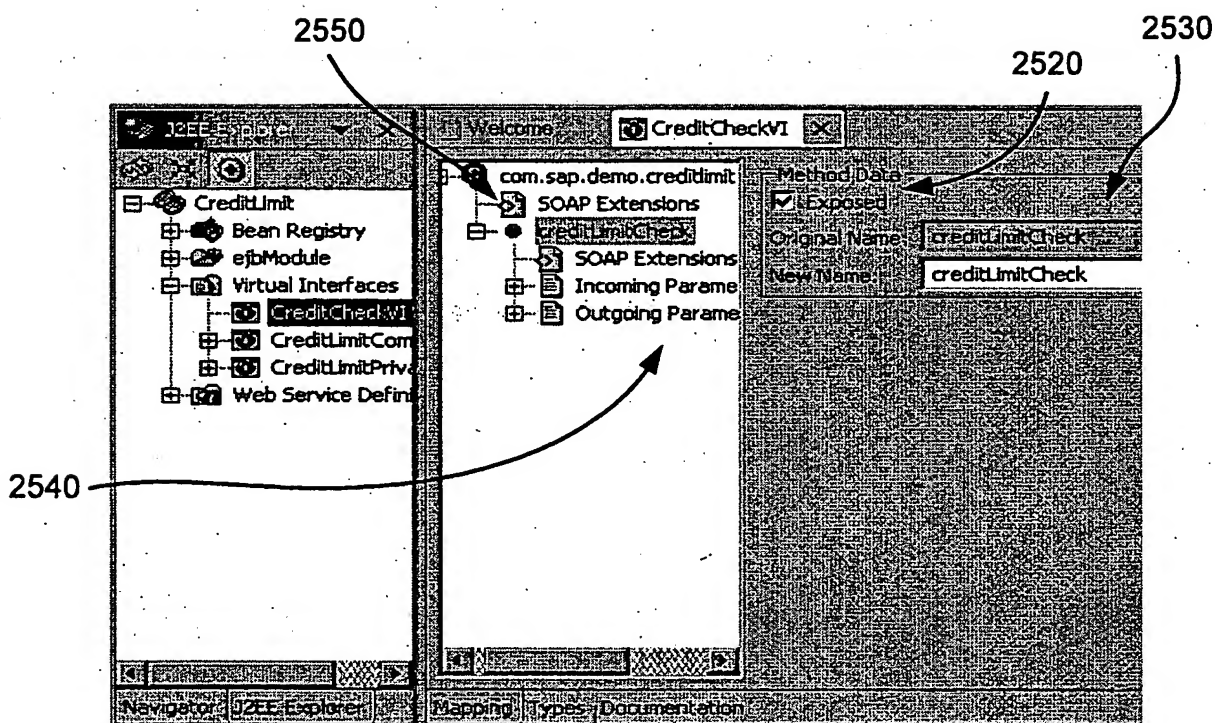 2550
2530
2520
J2EE Explorer
Welcome
CreditCheckVI
CreditLimit
Bean Registry
ejbModule
Virtual Interfaces
CreditCheckVI
CreditLimitCom
CreditLimitPriva
Web Service Defini
com.sap.demo.creditlimit
SOAP Extensions
creditLimitCheck
SOAP Extensions
Incoming Parame
Outgoing Parame
Method Data
Exposed
Original Name
creditLimitCheck
New Name
creditLimitCheck
2540
Navigator
J2EE Explorer
Mapping
Types
Documentation